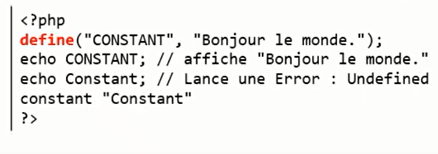 <?php
define("CONSTANT", "Bonjour le monde.");
echo CONSTANT; // affiche "Bonjour le monde."
echo Constant; // Lance une Error : Undefined
constant "Constant"
?>